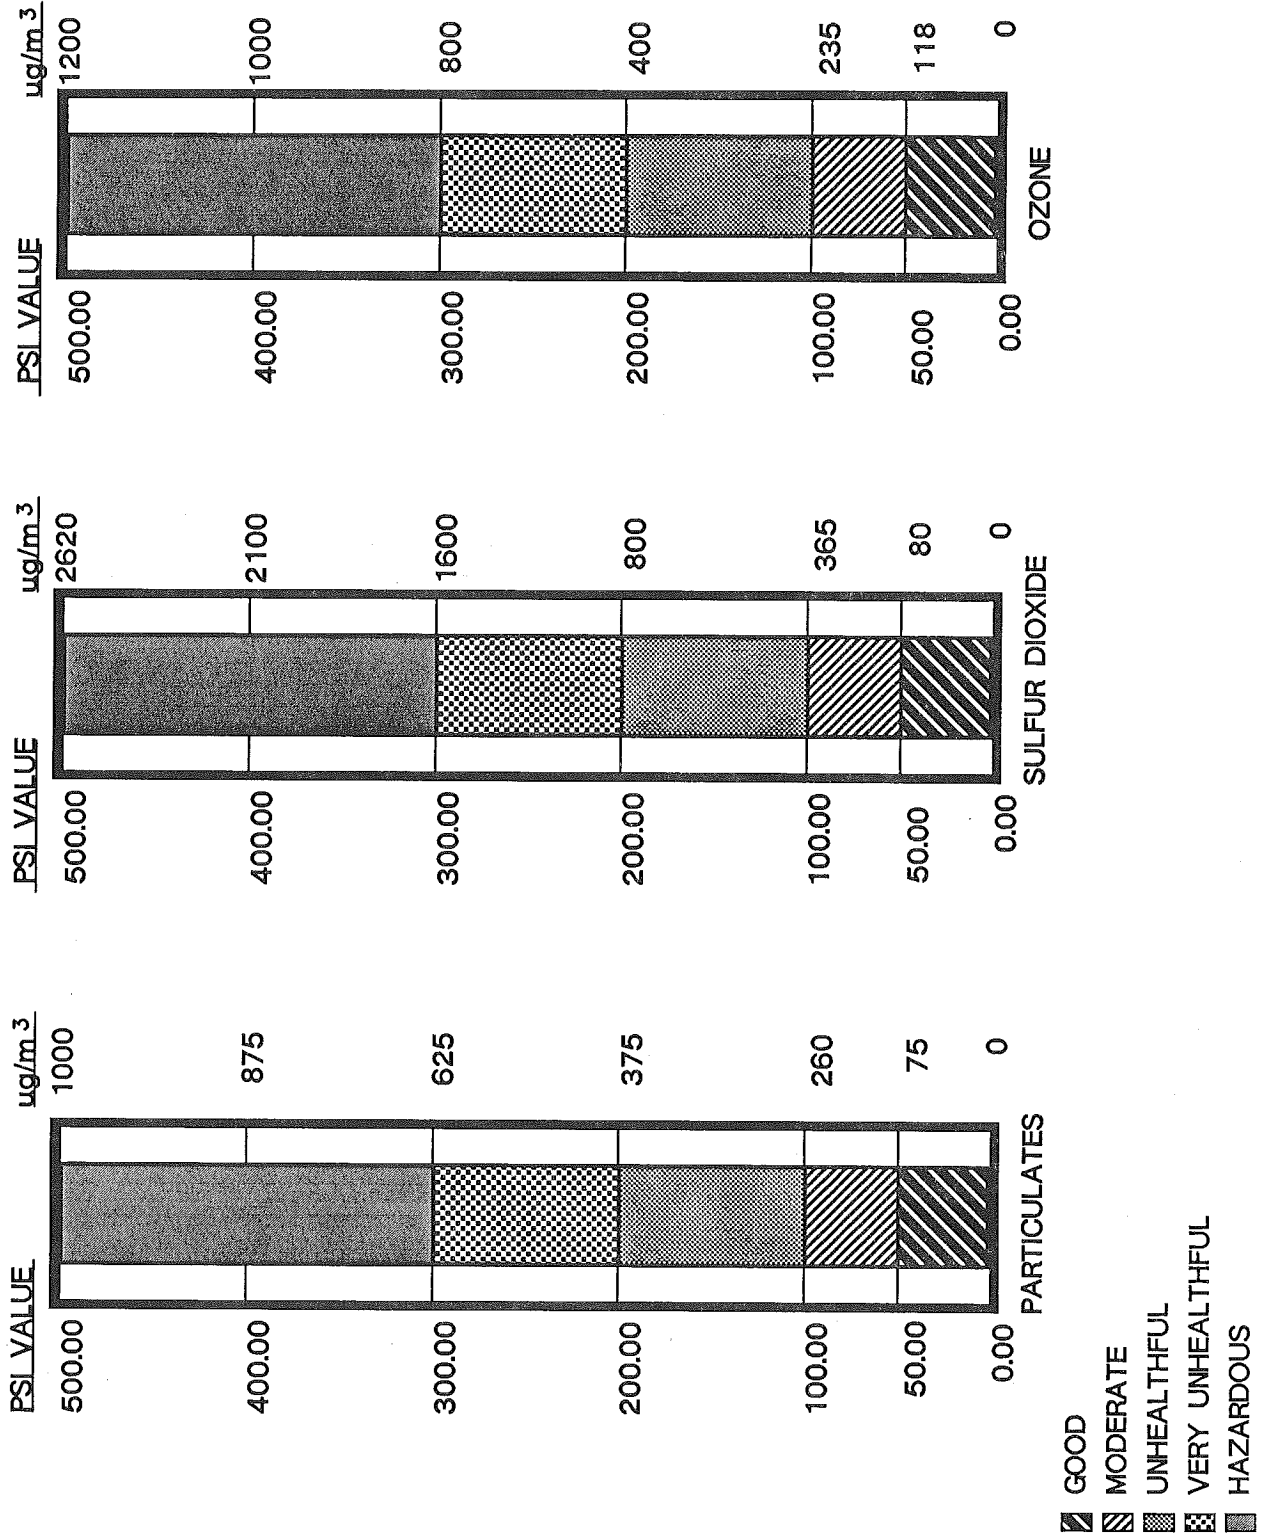 PSI VALUE ug/m 3
500.00 1000
400.00 875
300.00 625
200.00 375
100.00 260
50.00 75
0.00 0
PARTICULATES
PSI VALUE ug/m 3
500.00 2620
400.00 2100
300.00 1600
200.00 800
100.00 365
50.00 80
0.00 0
SULFUR DIOXIDE
PSI VALUE ug/m 3
500.00 1200
400.00 1000
300.00 800
200.00 400
100.00 235
50.00 118
0.00 0
OZONE
GOOD
MODERATE
UNHEALTHFUL
VERY UNHEALTHFUL
HAZARDOUS